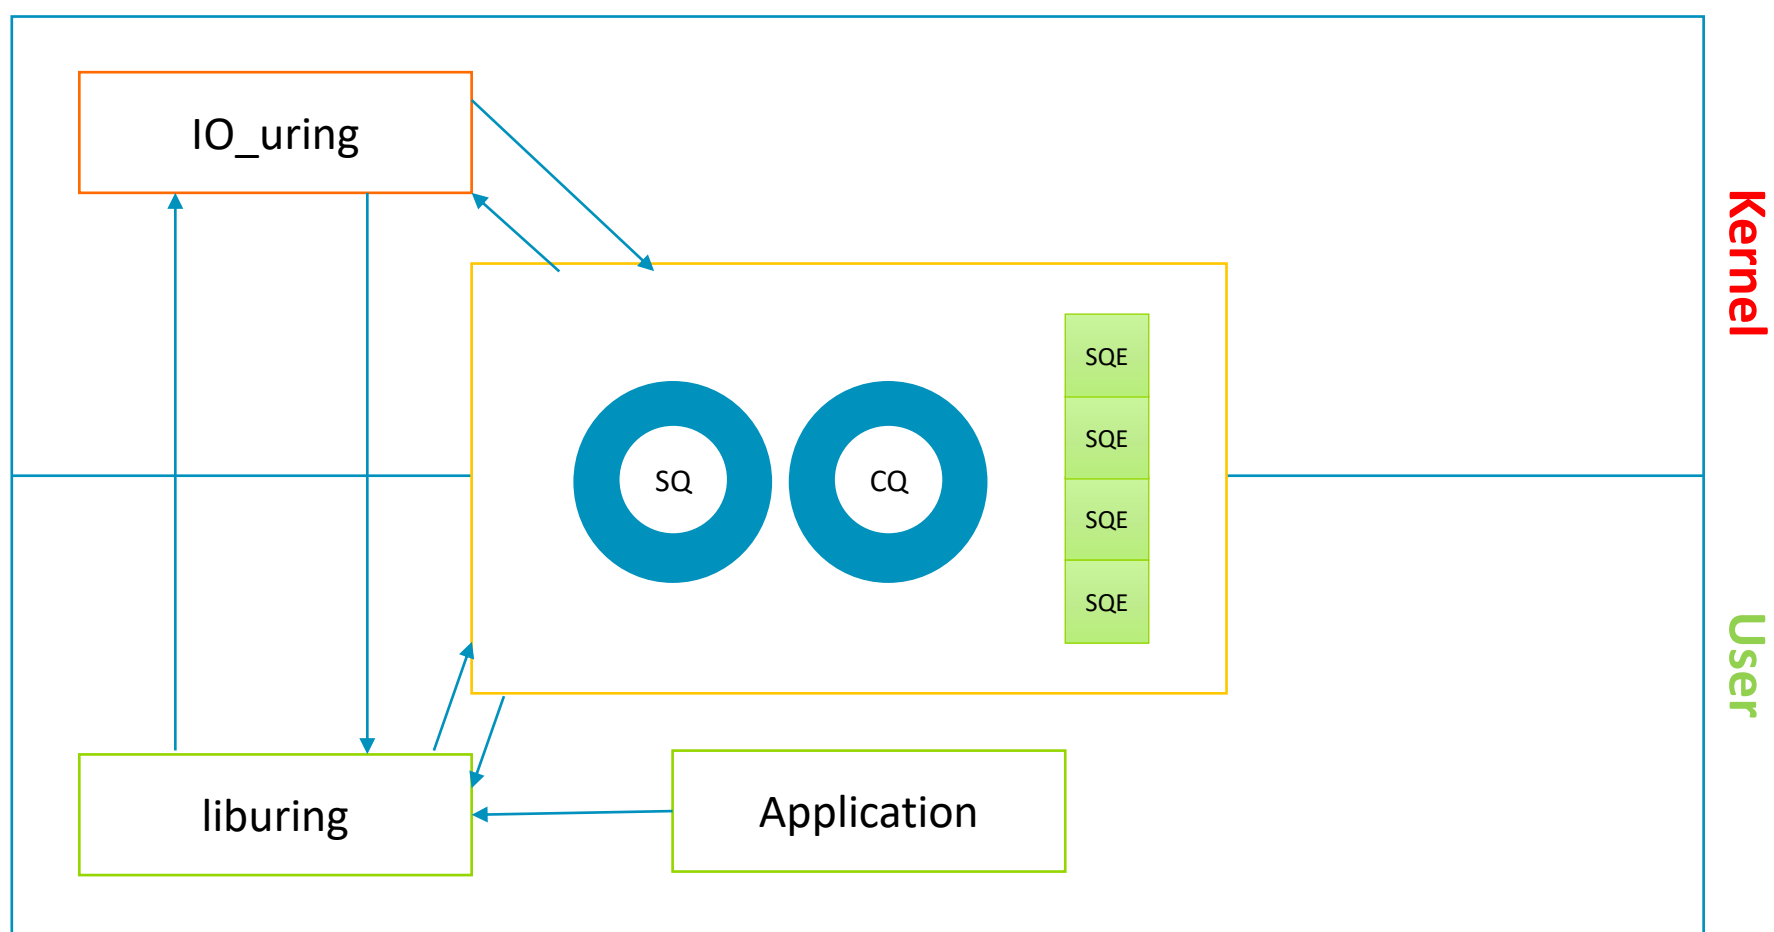 IO_uring
Kernel
SQE
SQE
SQ
CQ
SQE
SQE
User
liburing
Application